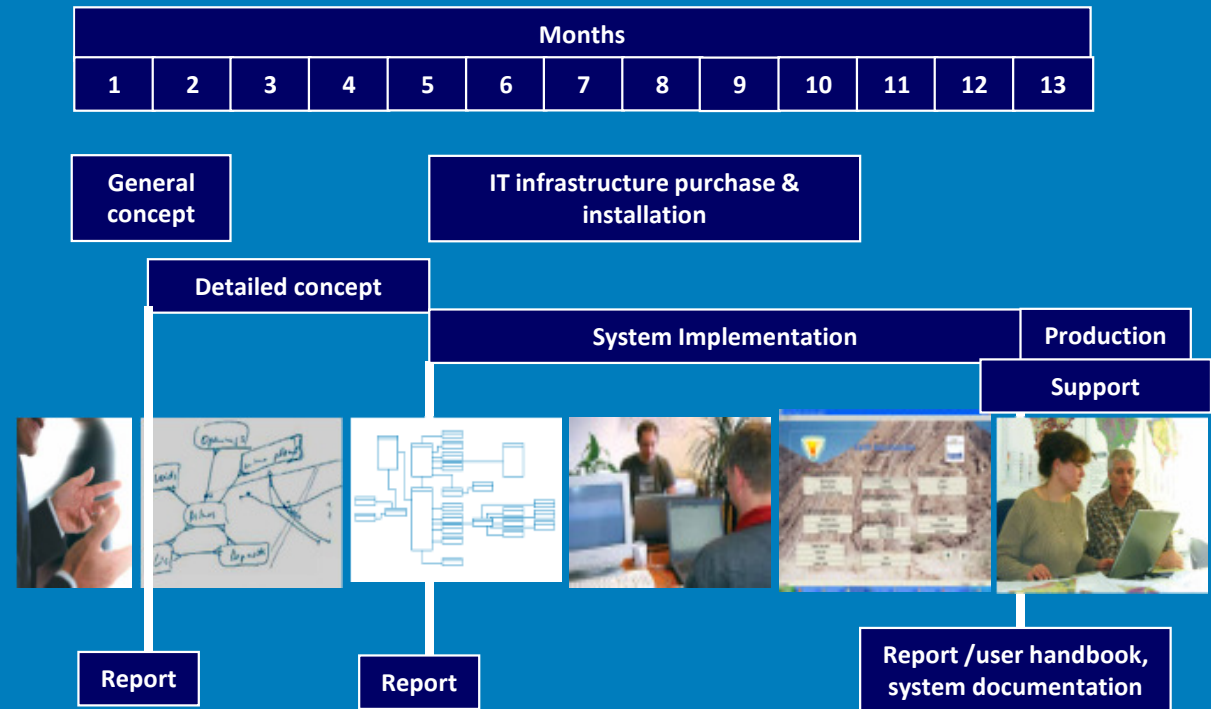 Months
1 2 3 4 5 6 7 8 9 10 11 12 13
General
concept
IT infrastructure purchase &
installation
Detailed concept
System Implementation
Production
Support
Report
Report
Report /user handbook,
system documentation